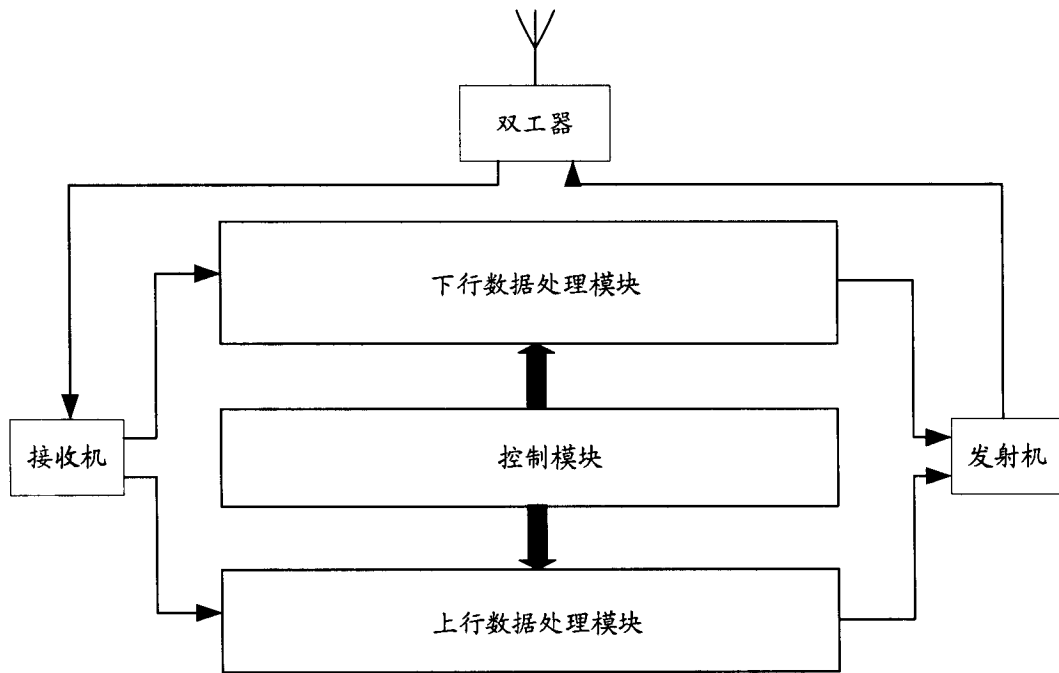 双工器
下行数据处理模块
接收机
控制模块
发射机
上行数据处理模块